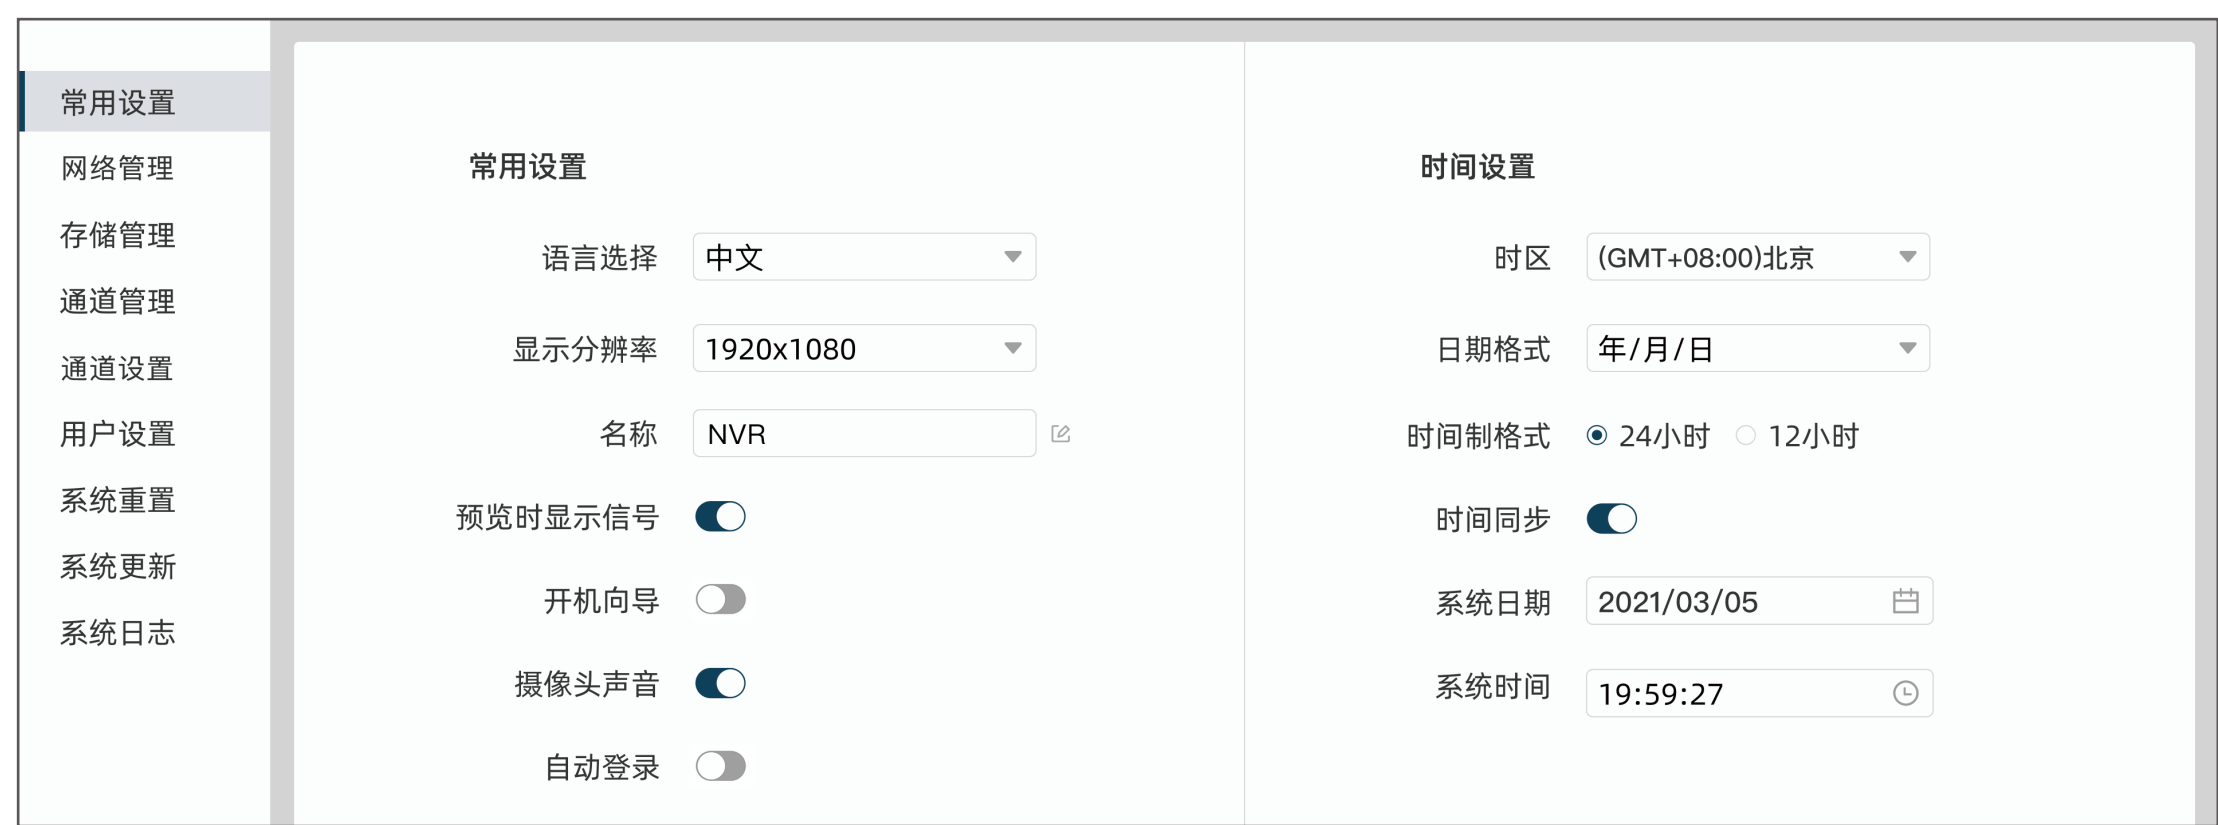 常用设置
网络管理
存储管理
通道管理
通道设置
用户设置
系统重置
系统更新
系统日志
常用设置
语言选择 中文
显示分辨率 1920x1080
名称 NVR
预览时显示信号
开机向导
摄像头声音
自动登录
时间设置
时区 (GMT+08:00)北京
日期格式 年/月/日
时间制格式 24小时 12小时
时间同步
系统日期 2021/03/05
系统时间 19:59:27